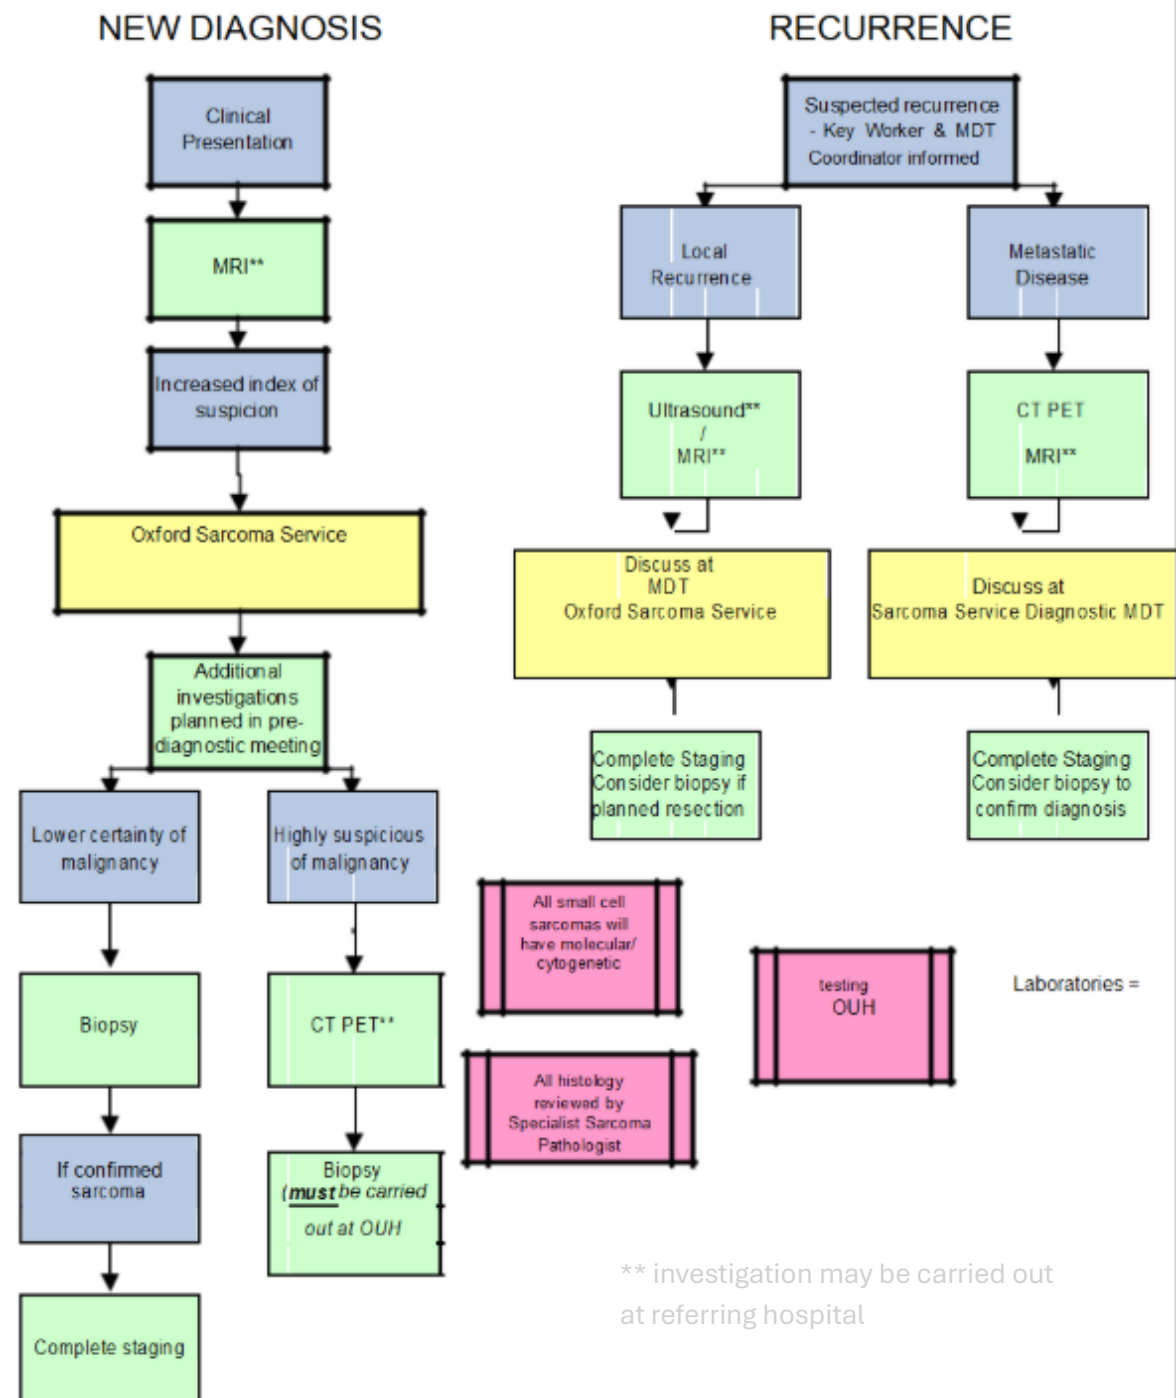 NEW DIAGNOSIS
Clinical
Presentation
MRI**
Increased index of
suspicion
Oxford Sarcoma Service
Additional
investigations
planned in pre-
diagnostic meeting
Lower certainty of
malignancy
Biopsy
If confirmed
sarcoma
Complete staging
Highly suspicious
of malignancy
CT PET**
Biopsy
(must be carried
out at OUH
RECURRENCE
Suspected recurrence
- Key Worker & MDT
Coordinator informed
Local
Recurrence
Ultrasound**
/
MRI**
Discuss at
MDT
Oxford Sarcoma Service
Complete Staging
Consider biopsy if
planned resection
Metastatic
Disease
CT PET
MRI**
Discuss at
Sarcoma Service Diagnostic MDT
Complete Staging
Consider biopsy to
confirm diagnosis
All small cell
sarcomas will
have molecular/
cytogenetic
testing
OUH
Laboratories =
All histology
reviewed by
Specialist Sarcoma
Pathologist
** investigation may be carried out
at referring hospital